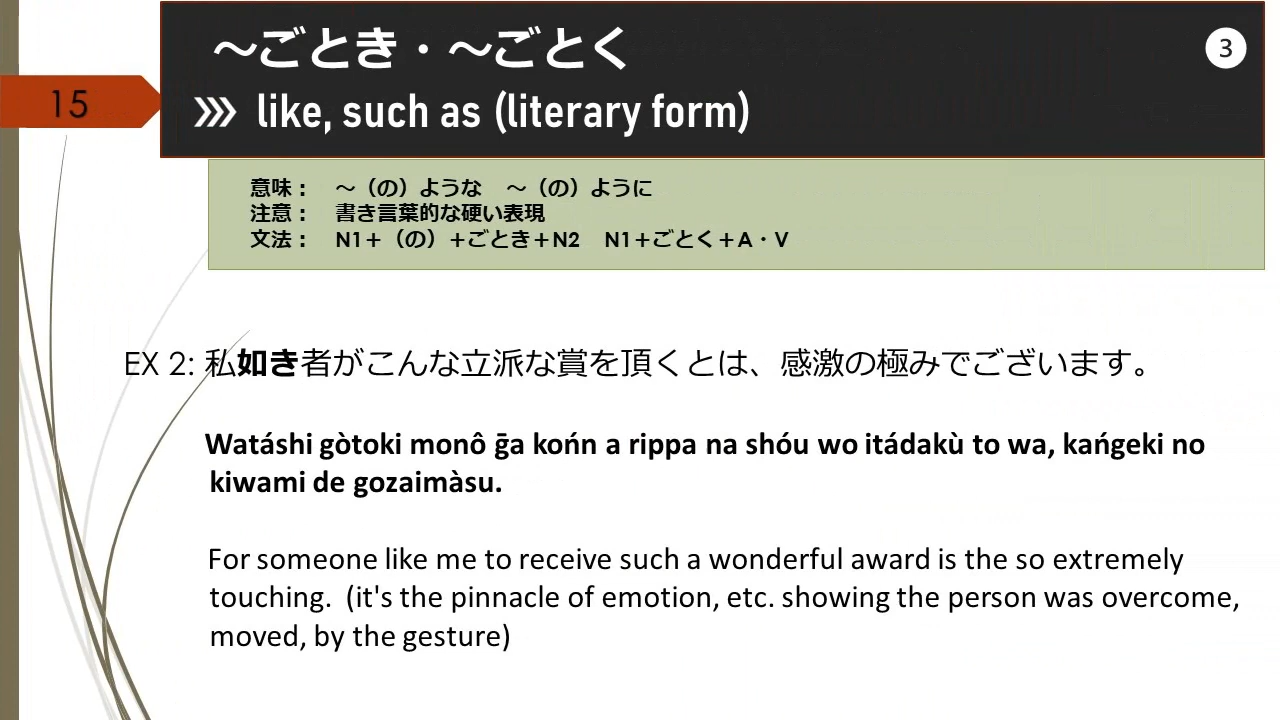 ～ごとき・～ごとく
3
15
like, such as (literary form)
意味： ～（の）ような ～（の）ように
注意： 書き言葉的な硬い表現
文法： N1＋（の）＋ごとき＋N2 N1＋ごとく＋A・V
EX 2: 私如き者がこんな立派な賞を頂くとは、感激の極みでございます。
Watáshi gòtoki monô ḡa końn a rippa na shóu wo itádakù to wa, kańgeki no
kiwami de gozaimàsu.
For someone like me to receive such a wonderful award is the so extremely
touching. (it's the pinnacle of emotion, etc. showing the person was overcome,
moved, by the gesture)